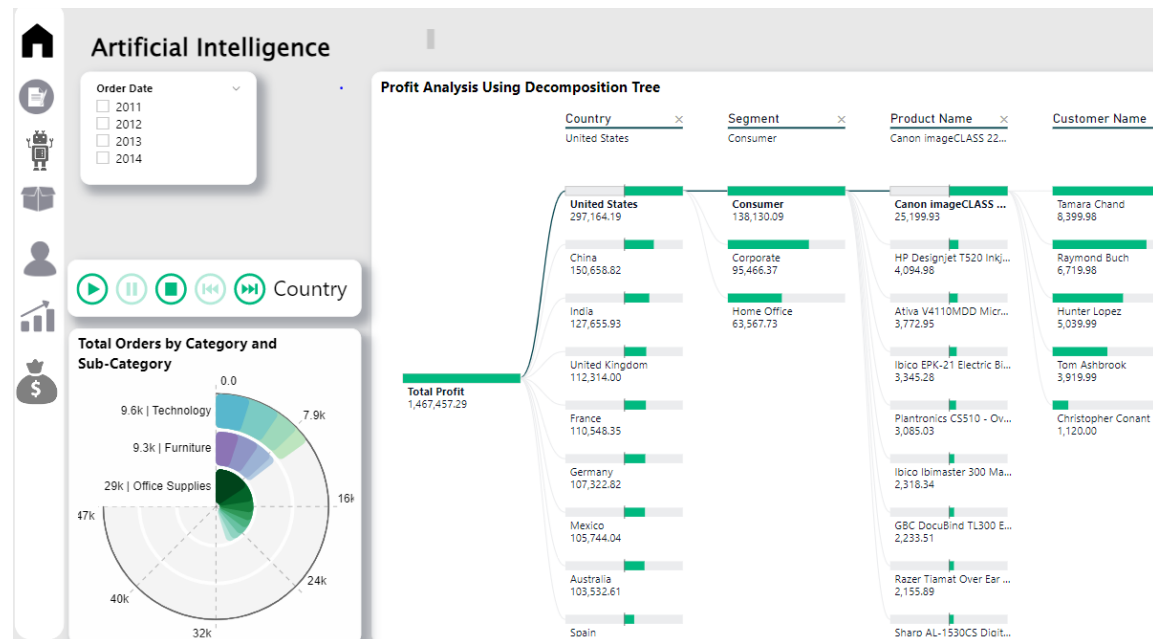 Artificial Intelligence
Order Date
2011
2012
2013
2014
Country
Total Orders by Category and
Sub-Category
0.0
9.6k | Technology
7.9k
9.3k | Furniture
29k | Office Supplies
16k
47k
24k
40k
32k
Profit Analysis Using Decomposition Tree
Total Profit
1,467,457.29
Country
United States
United States
297,164.19
China
150,658.82
India
127,655.93
United Kingdom
112,314.00
France
110,548.35
Germany
107,322.82
Mexico
105,744.04
Australia
103,532.61
Spain
Segment
Consumer
Consumer
138,130.09
Corporate
95,466.37
Home Office
63,567.73
Product Name
Canon imageCLASS 22...
Canon imageCLASS ...
25,199.93
HP Designjet T520 Inkj...
4,094.98
Ativa V4110MDD Micr...
3,772.95
Ibico EPK-21 Electric Bi...
3,345.28
Plantronics CS510 - Ov...
3,085.03
Ibico Ibimaster 300 Ma...
2,318.34
GBC DocuBind TL300 E...
2,233.51
Razer Tiamat Over Ear ...
2,155.89
Sharp AL-1530CS Digit...
Customer Name
Tamara Chand
8,399.98
Raymond Buch
6,719.98
Hunter Lopez
5,039.99
Tom Ashbrook
3,919.99
Christopher Conant
1,120.00